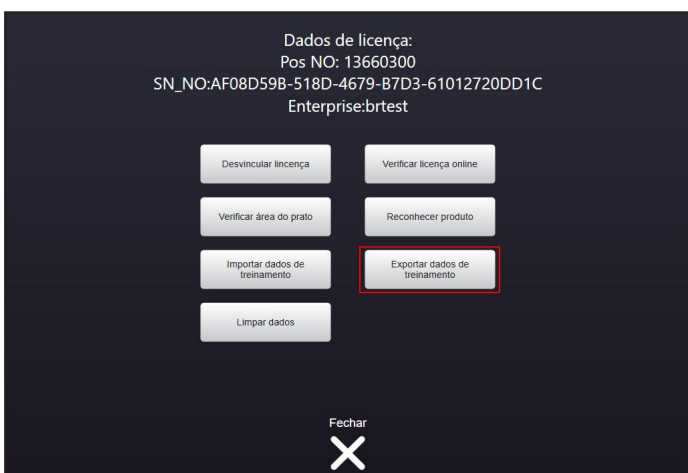 Dados de licença:
Pos NO: 13660300
SN_NO:AF08D59B-518D-4679-B7D3-61012720DD1C
Enterprise:brtest
Desvincular lincença
Verificar licença online
Verificar área do prato
Reconhecer produto
Importar dados de
treinamento
Exportar dados de
treinamento
Limpar dados
Fechar